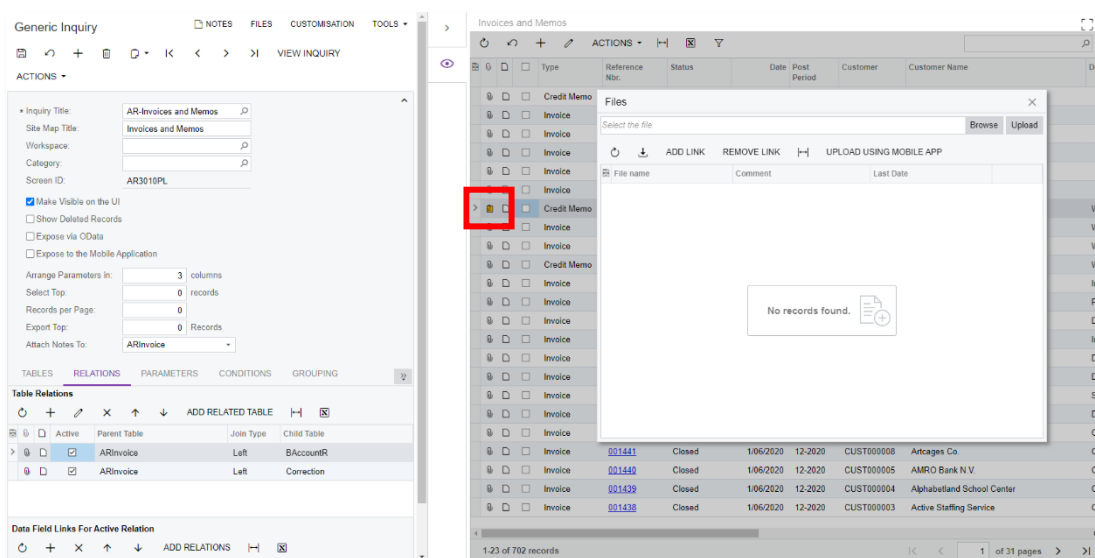 Generic Inquiry
NOTES FILES CUSTOMISATION TOOLS
VIEW INQUIRY
ACTIONS
* Inquiry Title: AR-Invoices and Memos
Site Map Title: Invoices and Memos
Workspace:
Category:
Screen ID: AR3010PL
Make Visible on the UI
Show Deleted Records
Expose via OData
Expose to the Mobile Application
Arrange Parameters in: 3 columns
Select Top: 0 records
Records per Page: 0
Export Top: 0 Records
Attach Notes To: ARInvoice
TABLES RELATIONS PARAMETERS CONDITIONS GROUPING
Table Relations
ADD RELATED TABLE
Active Parent Table Join Type Child Table
ARInvoice Left BAccountR
ARInvoice Left Correction
Data Field Links For Active Relation
ADD RELATIONS
Invoices and Memos
ACTIONS
Type Reference Nbr. Status Date Post Period Customer Customer Name
Credit Memo
Invoice
Invoice
Invoice
Invoice
Invoice
Credit Memo
Invoice
Invoice
Credit Memo
Invoice
Invoice
Invoice
Invoice
Invoice
Invoice
Invoice
Invoice
Invoice
Files
Select the file.
Browse Upload
ADD LINK REMOVE LINK UPLOAD USING MOBILE APP
File name Comment Last Date
No records found.
Invoice 001441 Closed 1/06/2020 12-2020 CUST000008 Artcages Co.
Invoice 001440 Closed 1/06/2020 12-2020 CUST000005 AMRO Bank N.V.
Invoice 001439 Closed 1/06/2020 12-2020 CUST000004 Alphabetland School Center
Invoice 001438 Closed 1/06/2020 12-2020 CUST000003 Active Staffing Service
1-23 of 702 records
1 of 31 pages